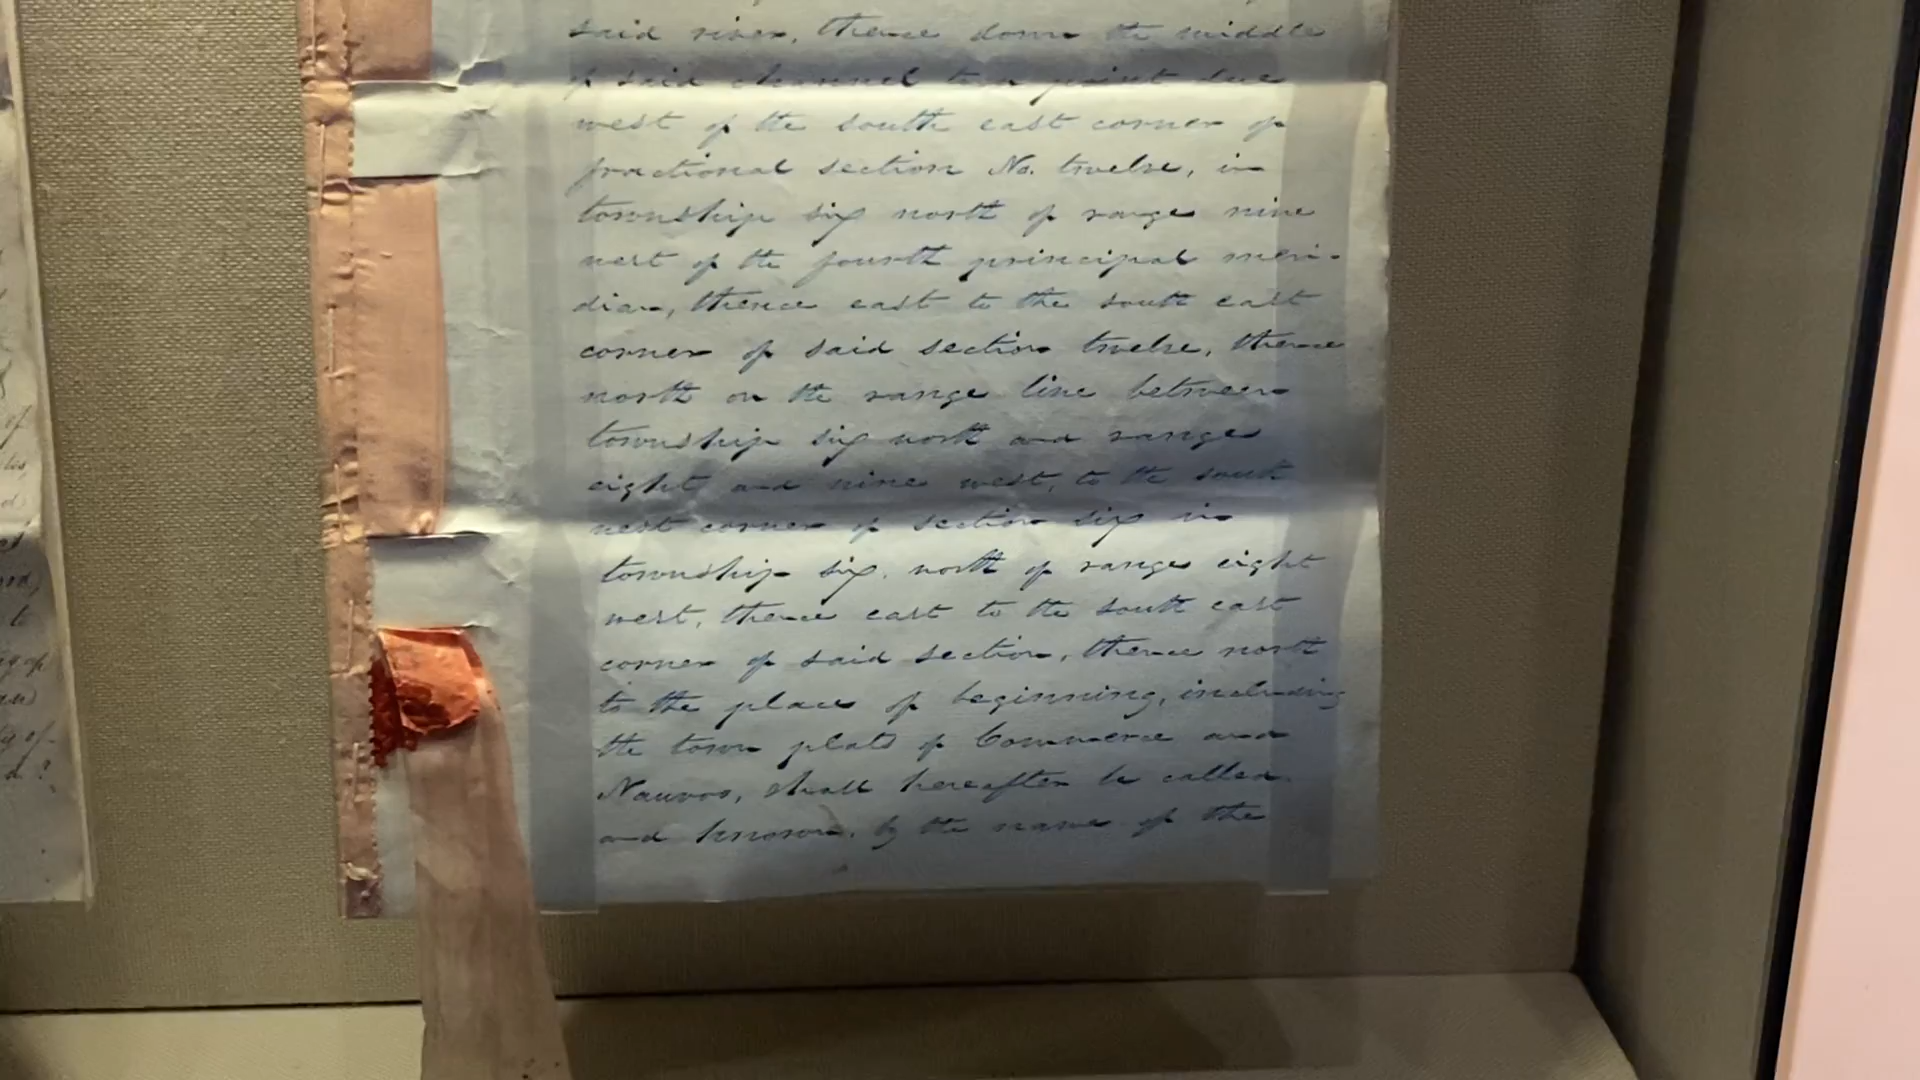 said river, thence down the middle
of said channel to a point due
west of the south east corner of
fractional section No. twelve, in
township six north of range nine
west of the fourth principal meri-
dian, thence east to the south east
corner of said section twelve, thence
north on the range line between
township six north and range
eight and nine west, to the south
west corner of section six in
township six, north of range eight
west, thence east to the south east
corner of said section, thence north
to the place of beginning, including
the town plats of Commerce and
Nauvoo, shall hereafter be called
and known, by the name of the
of
ing of
ty of
d?